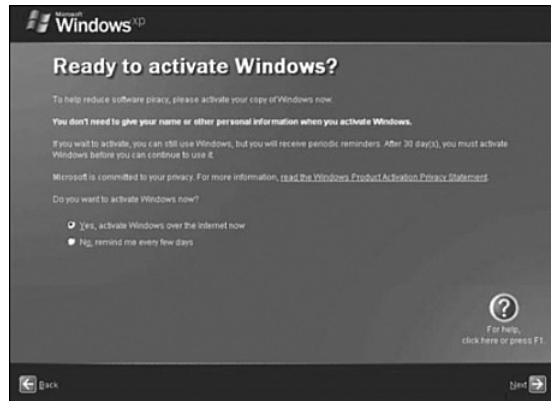 Microsoft
Windows xp
Ready to activate Windows?
To help reduce software piracy, please activate your copy of Windows now.
You don't need to give your name or other personal information when you activate Windows.
If you wait to activate, you can still use Windows, but you will receive periodic reminders. After 30 day(s), you must activate
Windows before you can continue to use it.
Microsoft is committed to your privacy. For more information, read the Windows Product Activation Privacy Statement.
Do you want to activate Windows now?
Yes, activate Windows over the Internet now
No, remind me every few days
For help,
click here or press F1.
Back
Next